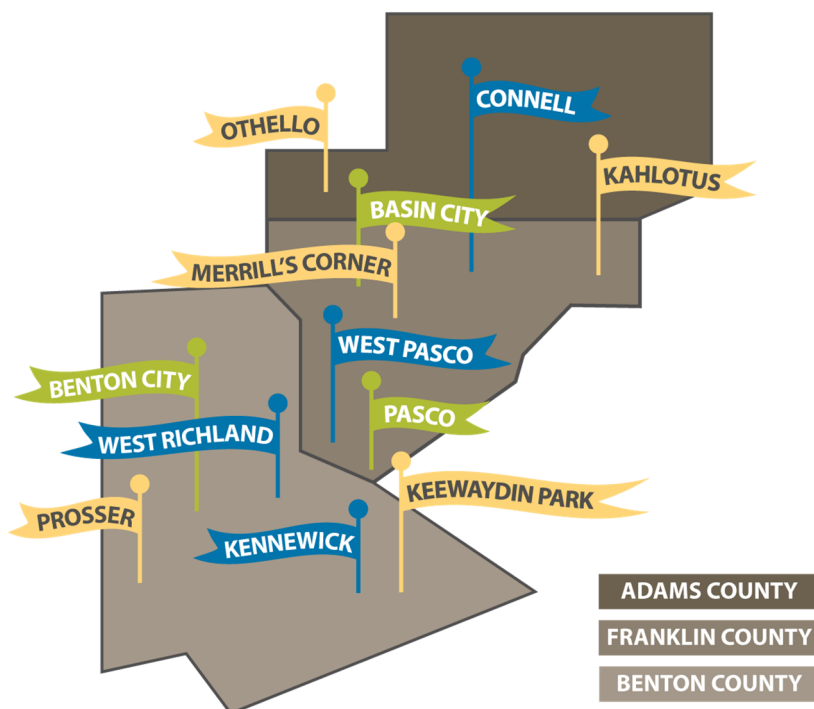 CONNELL
OTHELLO
KAHLOTUS
BASIN CITY
MERRILL'S CORNER
WEST PASCO
BENTON CITY
PASCO
WEST RICHLAND
KEEWAYDIN PARK
PROSSER
KENNEWICK
ADAMS COUNTY
FRANKLIN COUNTY
BENTON COUNTY